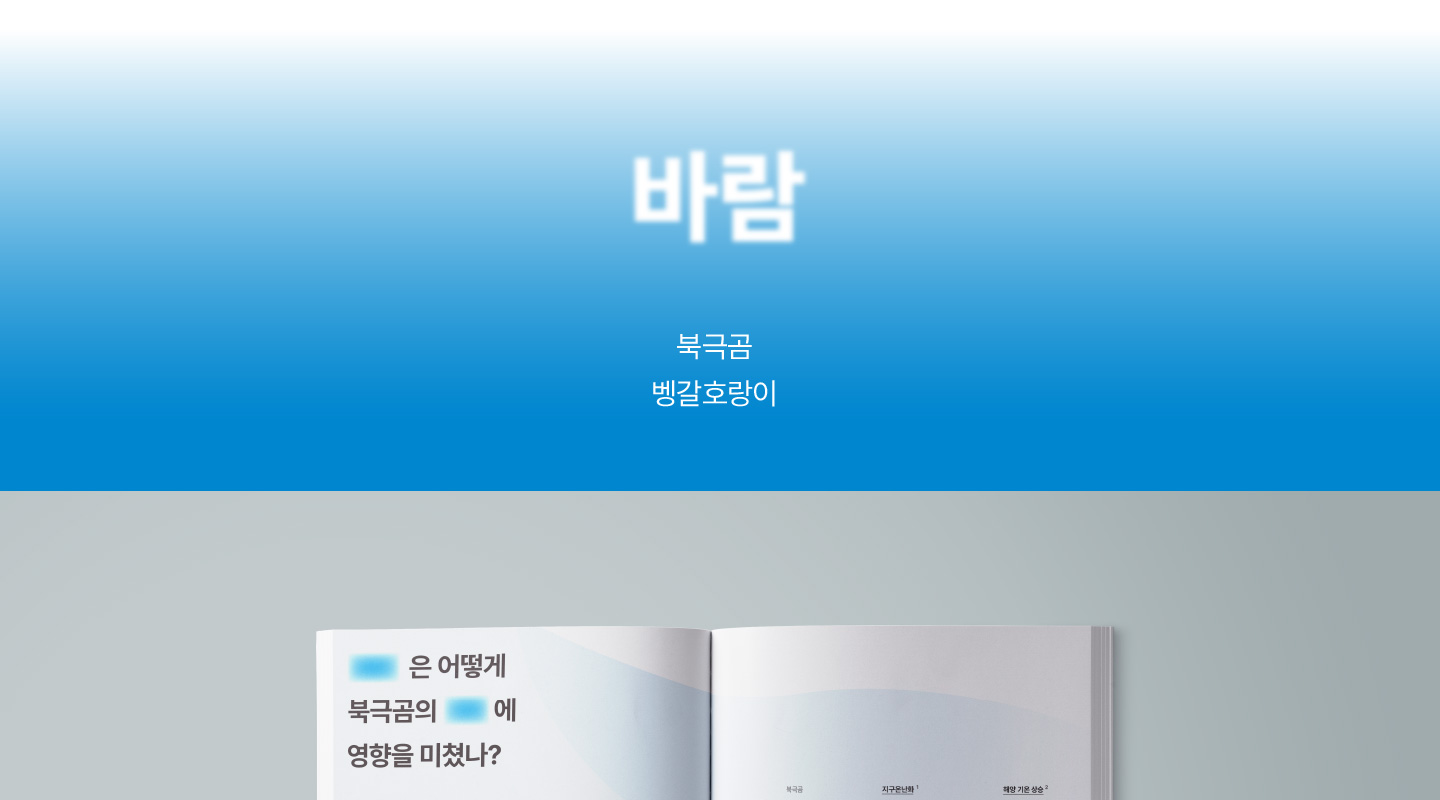 바람
북극곰
벵갈호랑이
은 어떻게
북극곰의 에
영향을 미쳤나?
북극곰 지구온난화 1 해양 기온 상승 2